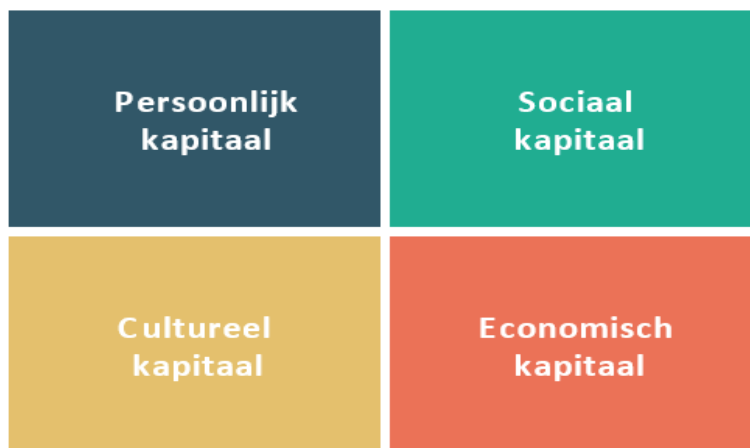 Persoonlijk
kapitaal
Sociaal
kapitaal
Cultureel
kapitaal
Economisch
kapitaal